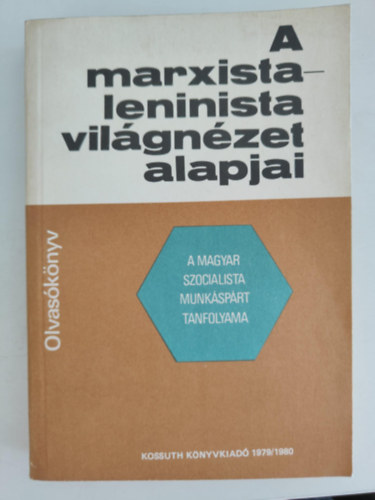 A
marxista–
leninista
világnézet
alapjai
Olvasókönyv
A MAGYAR
SZOCIALISTA
MUNKÁSPÁRT
TANFOLYAMA
KOSSUTH KÖNYVKIADÓ 1979/1980